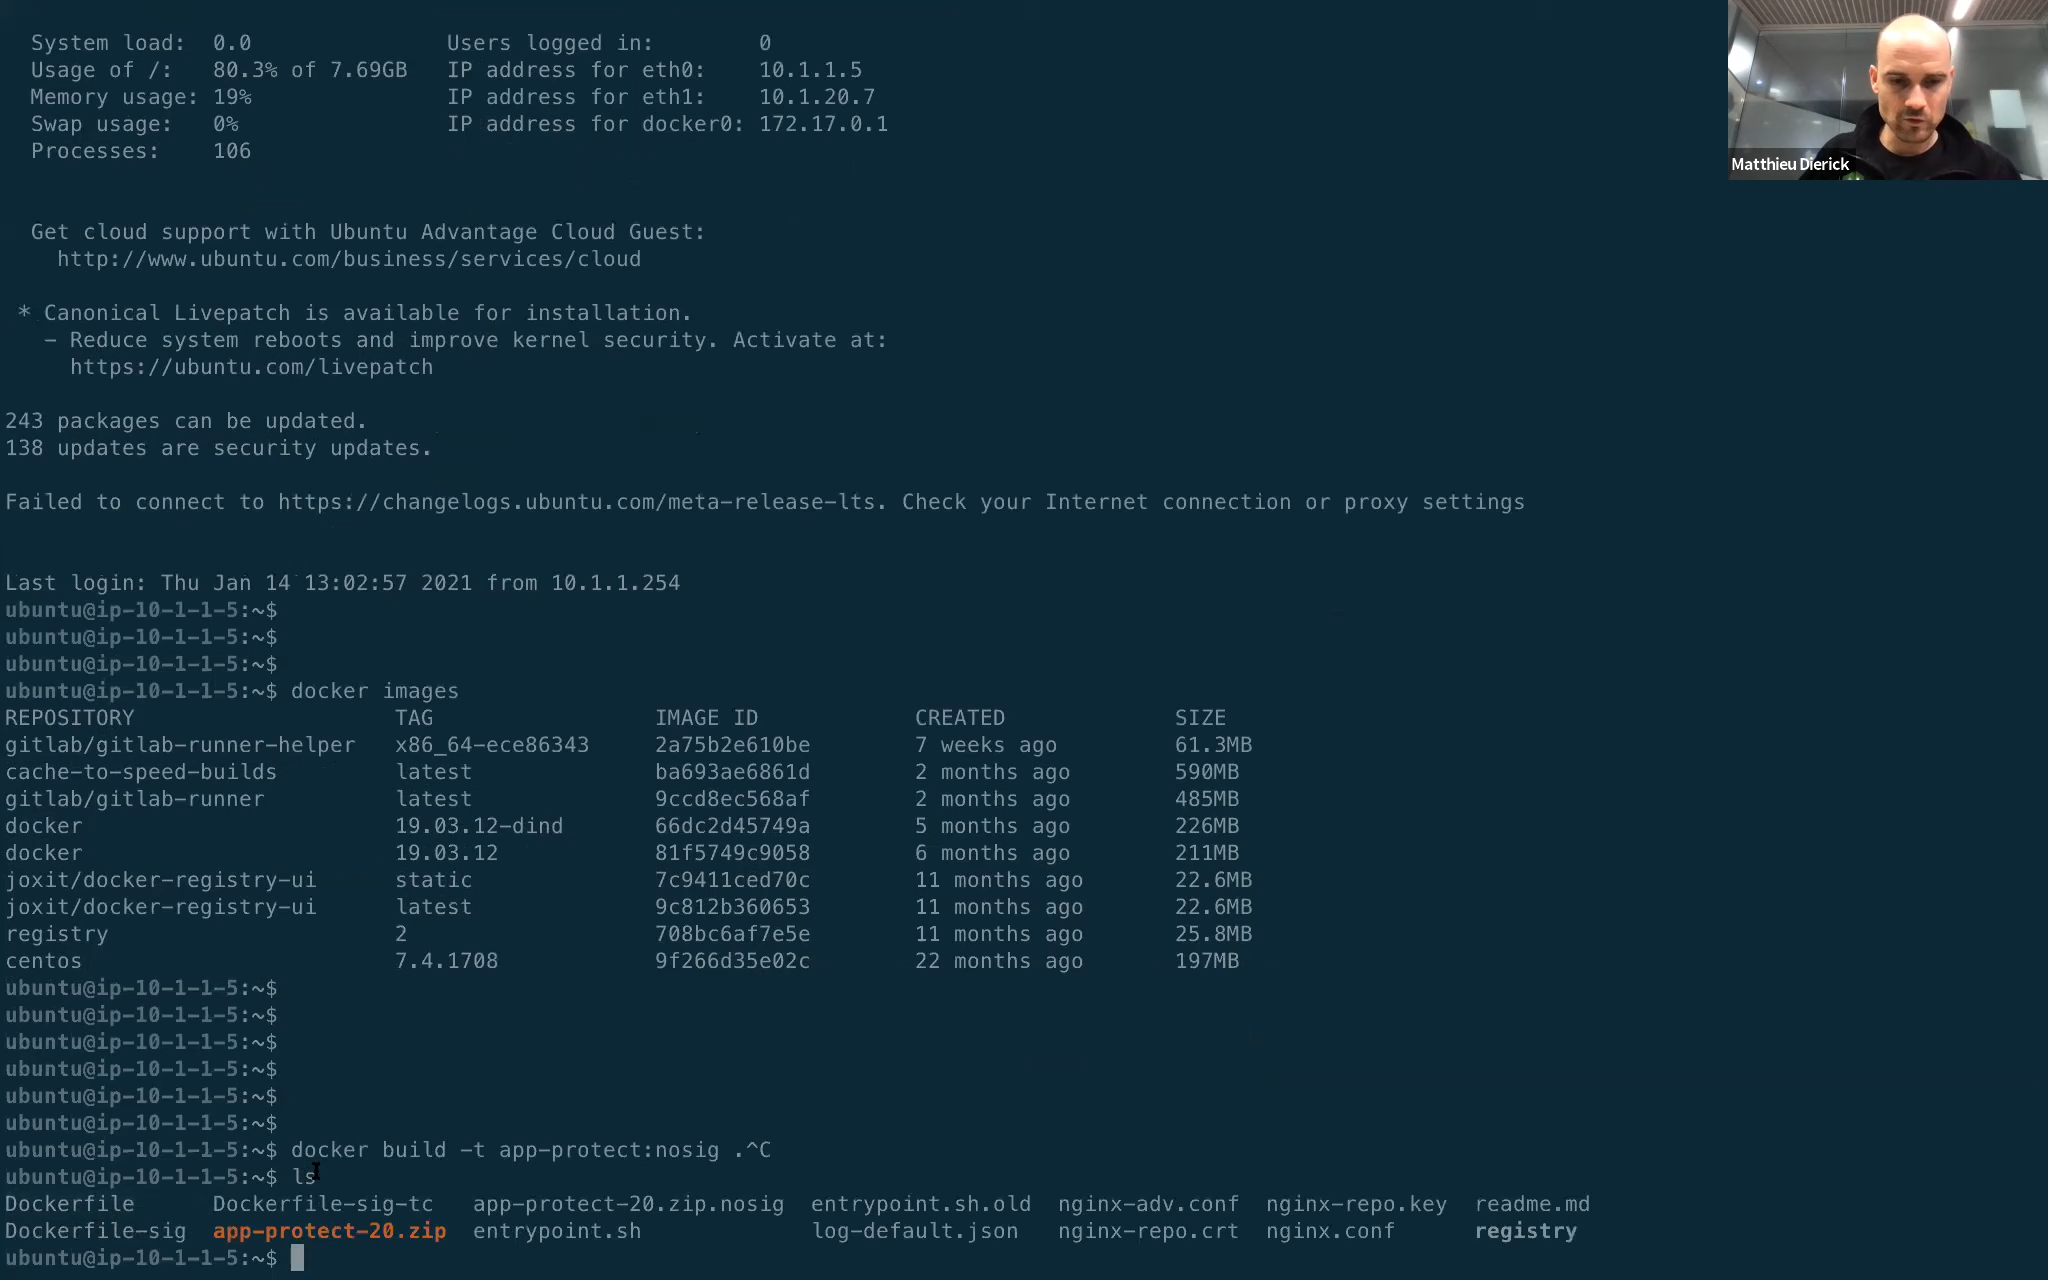 System load: 0.0 Users logged in: 0
Usage of /: 80.3% of 7.69GB IP address for eth0: 10.1.1.5
Memory usage: 19% IP address for eth1: 10.1.20.7
Swap usage: 0% IP address for docker0: 172.17.0.1
Processes: 106
Matthieu Dierick
Get cloud support with Ubuntu Advantage Cloud Guest:
http://www.ubuntu.com/business/services/cloud
* Canonical Livepatch is available for installation.
- Reduce system reboots and improve kernel security. Activate at:
https://ubuntu.com/livepatch
243 packages can be updated.
138 updates are security updates.
Failed to connect to https://changelogs.ubuntu.com/meta-release-lts. Check your Internet connection or proxy settings
Last login: Thu Jan 14 13:02:57 2021 from 10.1.1.254
ubuntu@ip-10-1-1-5:~$
ubuntu@ip-10-1-1-5:~$
ubuntu@ip-10-1-1-5:~$
ubuntu@ip-10-1-1-5:~$ docker images
REPOSITORY TAG IMAGE ID CREATED SIZE
gitlab/gitlab-runner-helper x86_64-ece86343 2a75b2e610be 7 weeks ago 61.3MB
cache-to-speed-builds latest ba693ae6861d 2 months ago 590MB
gitlab/gitlab-runner latest 9ccd8ec568af 2 months ago 485MB
docker 19.03.12-dind 66dc2d45749a 5 months ago 226MB
docker 19.03.12 81f5749c9058 6 months ago 211MB
joxit/docker-registry-ui static 7c9411ced70c 11 months ago 22.6MB
joxit/docker-registry-ui latest 9c812b360653 11 months ago 22.6MB
registry 2 708bc6af7e5e 11 months ago 25.8MB
centos 7.4.1708 9f266d35e02c 22 months ago 197MB
ubuntu@ip-10-1-1-5:~$
ubuntu@ip-10-1-1-5:~$
ubuntu@ip-10-1-1-5:~$
ubuntu@ip-10-1-1-5:~$
ubuntu@ip-10-1-1-5:~$
ubuntu@ip-10-1-1-5:~$
ubuntu@ip-10-1-1-5:~$ docker build -t app-protect:nosig .^C
ubuntu@ip-10-1-1-5:~$ ls
Dockerfile Dockerfile-sig-tc app-protect-20.zip.nosig entrypoint.sh.old nginx-adv.conf nginx-repo.key readme.md
Dockerfile-sig app-protect-20.zip entrypoint.sh log-default.json nginx-repo.crt nginx.conf registry
ubuntu@ip-10-1-1-5:~$